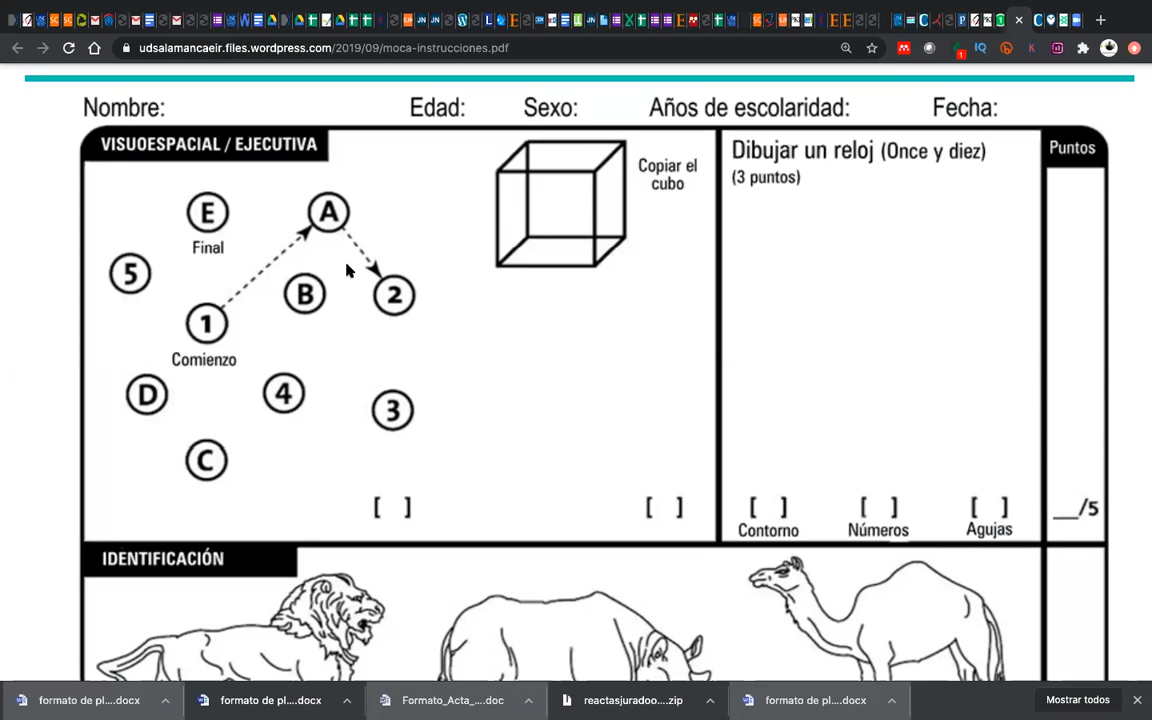 udsalamancaeir.files.wordpress.com/2019/09/moca-instrucciones.pdf
Nombre: Edad: Sexo: Años de escolaridad: Fecha:
VISUOESPACIAL / EJECUTIVA
Copiar el
cubo
Dibujar un reloj (Once y diez)
(3 puntos)
Puntos
E
Final
A
5
B
2
1
Comienzo
D
4
3
C
[ ]
[ ]
[ ] [ ] [ ]
Contorno Números Agujas
__/5
IDENTIFICACIÓN
formato de pl....docx
formato de pl....docx
Formato_Acta_....doc
reactasjuradoo....zip
formato de pl....docx
Mostrar todos